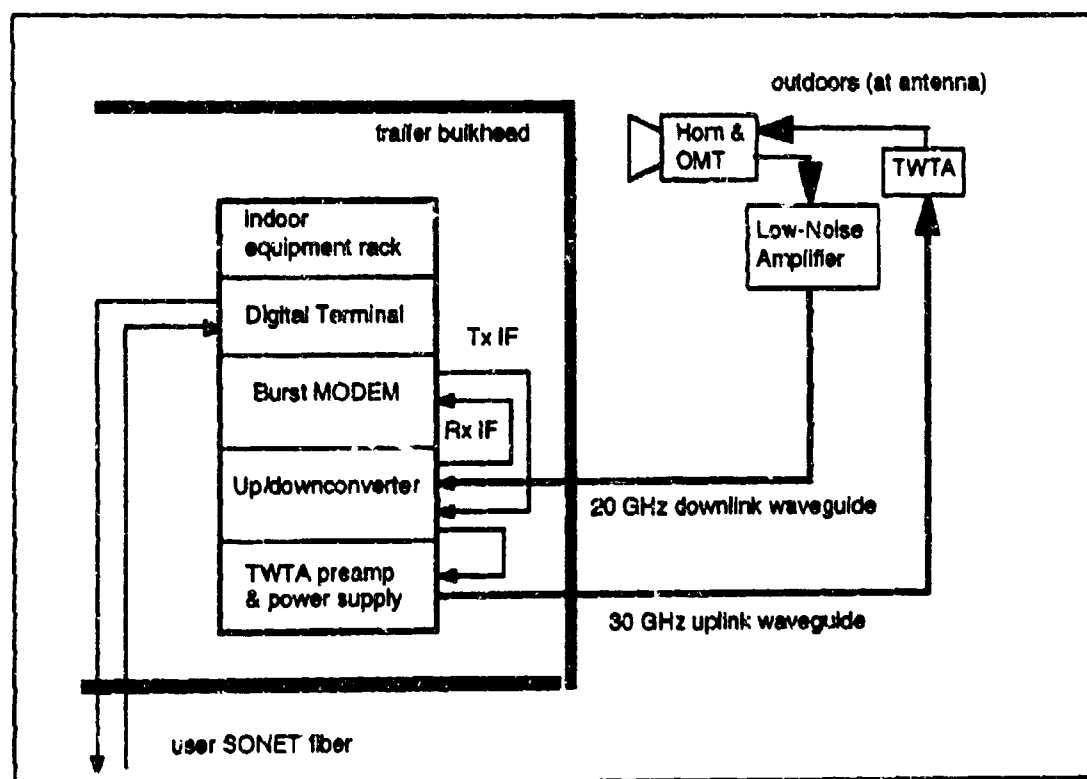 outdoors (at antenna)
trailer bulkhead
Horn &
OMT
TWTA
Low-Noise
Amplifier
indoor
equipment rack
Digital Terminal
Tx IF
Burst MODEM
Rx IF
Up/downconverter
20 GHz downlink waveguide
TWTA preamp
& power supply
30 GHz uplink waveguide
user SONET fiber